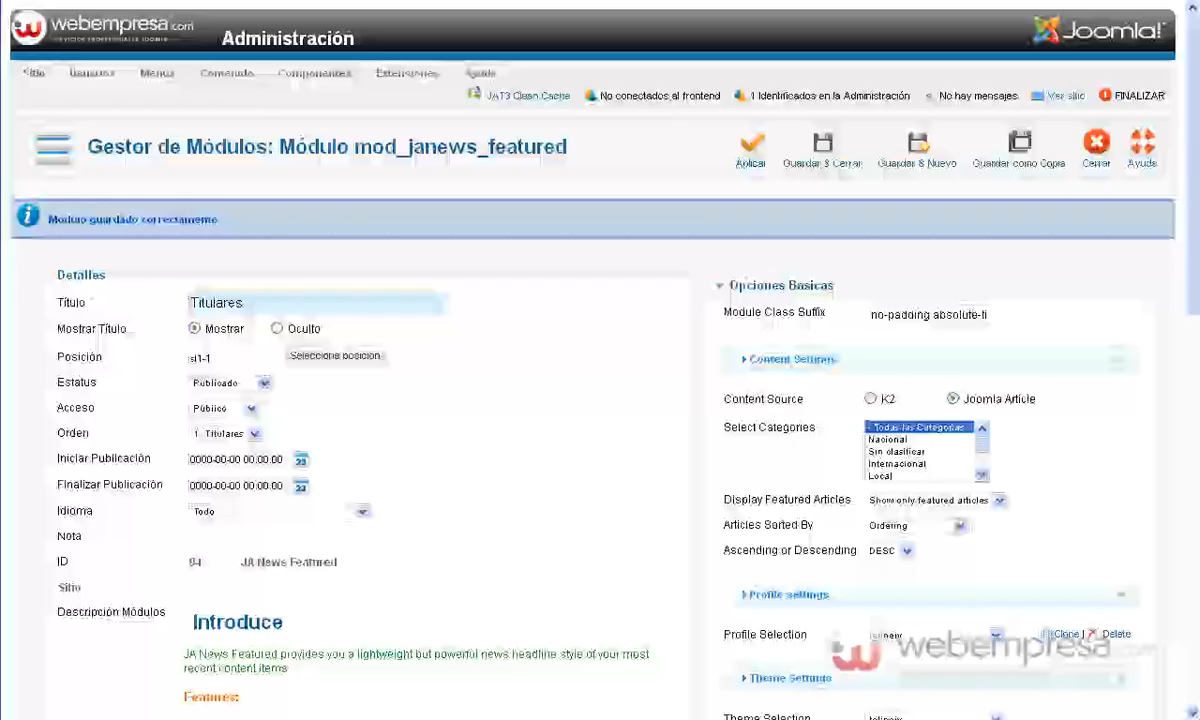 webempresa.com
Administración
Joomla!
Sitio Usuarios Menús Contenido Componentes Extensiones Ayuda
JAT3 Clean Cache No conectados al frontend 1 Identificados en la Administración No hay mensajes Ver sitio FINALIZAR
Gestor de Módulos: Módulo mod_janews_featured
Aplicar Guardar & Cerrar Guardar & Nuevo Guardar como Copia Cerrar Ayuda
Módulo guardado correctamente
Detalles
Título Titulares
Mostrar Título Mostrar Oculto
Posición sl1-1 Selecciona posición
Estatus Publicado
Acceso Público
Orden 1. Titulares
Iniciar Publicación 0000-00-00 00:00:00 23
Finalizar Publicación 0000-00-00 00:00:00 23
Idioma Todo
Nota
ID 94 JA News Featured
Sitio
Descripción Módulos
Introduce
JA News Featured provides you a lightweight but powerful news headline style of your most
recent content items
Features:
Opciones Basicas
Module Class Suffix no-padding absolute-ti
Content Settings
Content Source K2 Joomla Article
Select Categories
- Todas las Categorias
Nacional
Sin clasificar
Internacional
Local
Display Featured Articles Show only featured articles
Articles Sorted By Ordering
Ascending or Descending DESC
Profile settings
Profile Selection Clone | Delete
Theme Settings
Theme Selection
webempresa.com